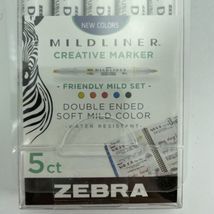 NEW COLORS
MILDLINER
CREATIVE MARKER
FRIENDLY MILD SET
DOUBLE ENDED
SOFT MILD COLOR
WATER RESISTANT
5ct
ZEBRA